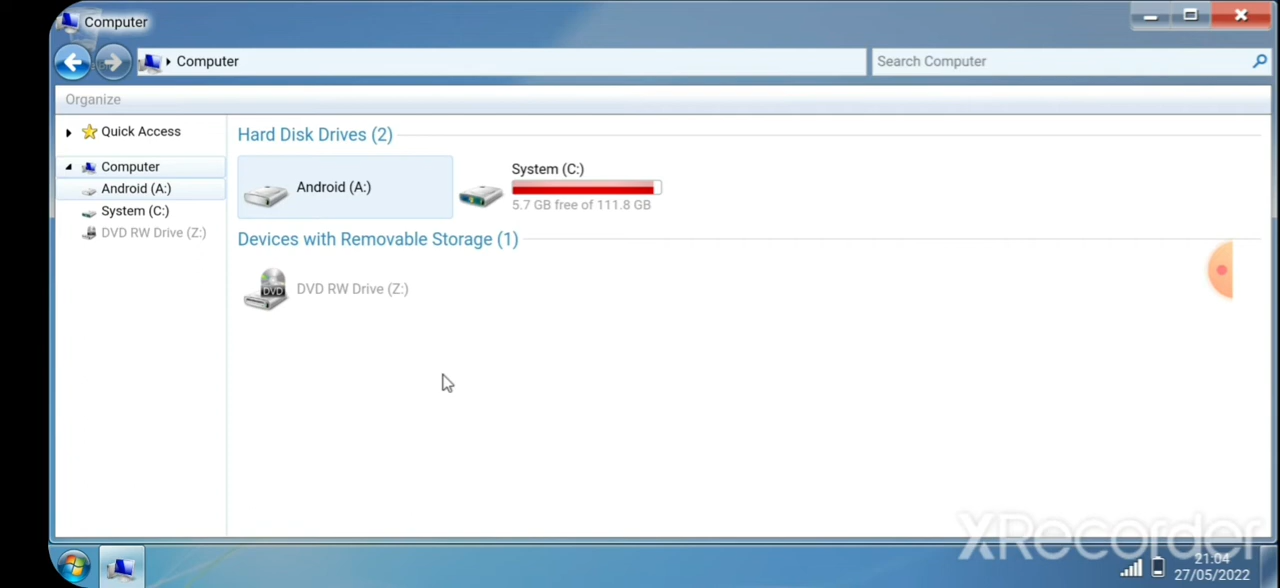 Computer
Computer
Search Computer
Organize
Quick Access
Computer
Android (A:)
System (C:)
DVD RW Drive (Z:)
Hard Disk Drives (2)
Android (A:)
System (C:)
5.7 GB free of 111.8 GB
Devices with Removable Storage (1)
DVD
DVD RW Drive (Z:)
XRecorder
21:04
27/05/2022